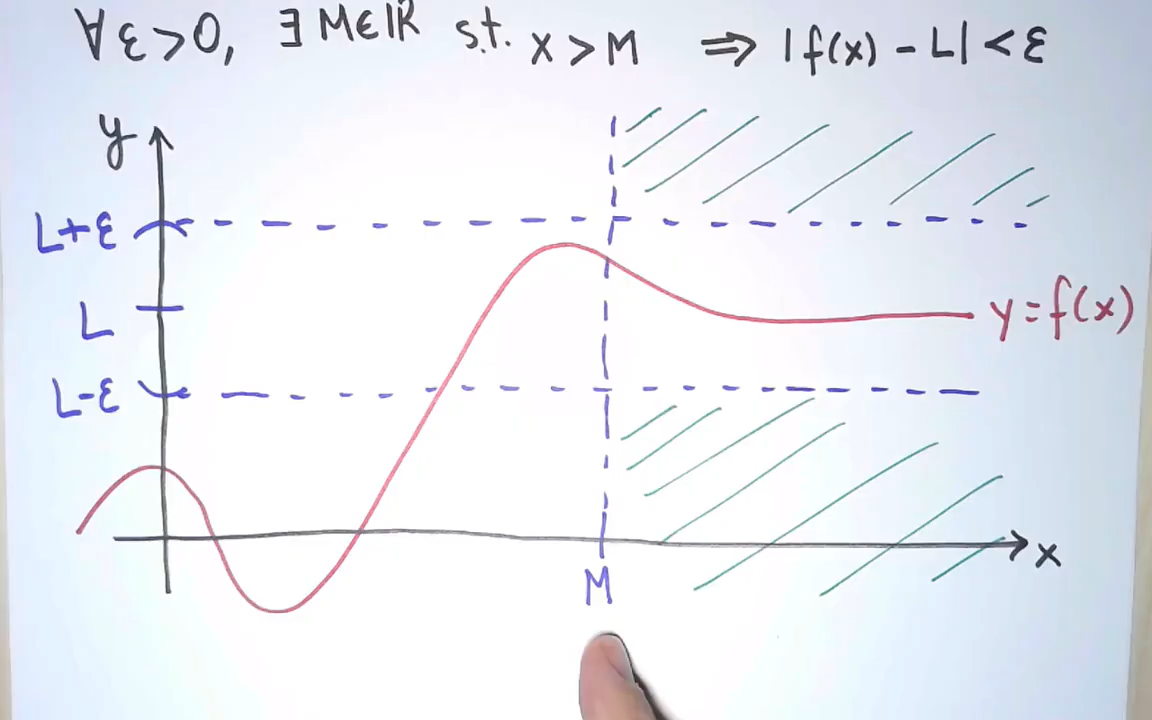 ∀ε>0, ∃ M∈ℝ s.t. x>M ⇒ |f(x) - L| < ε
y
L+ε
L
y=f(x)
L-ε
x
M